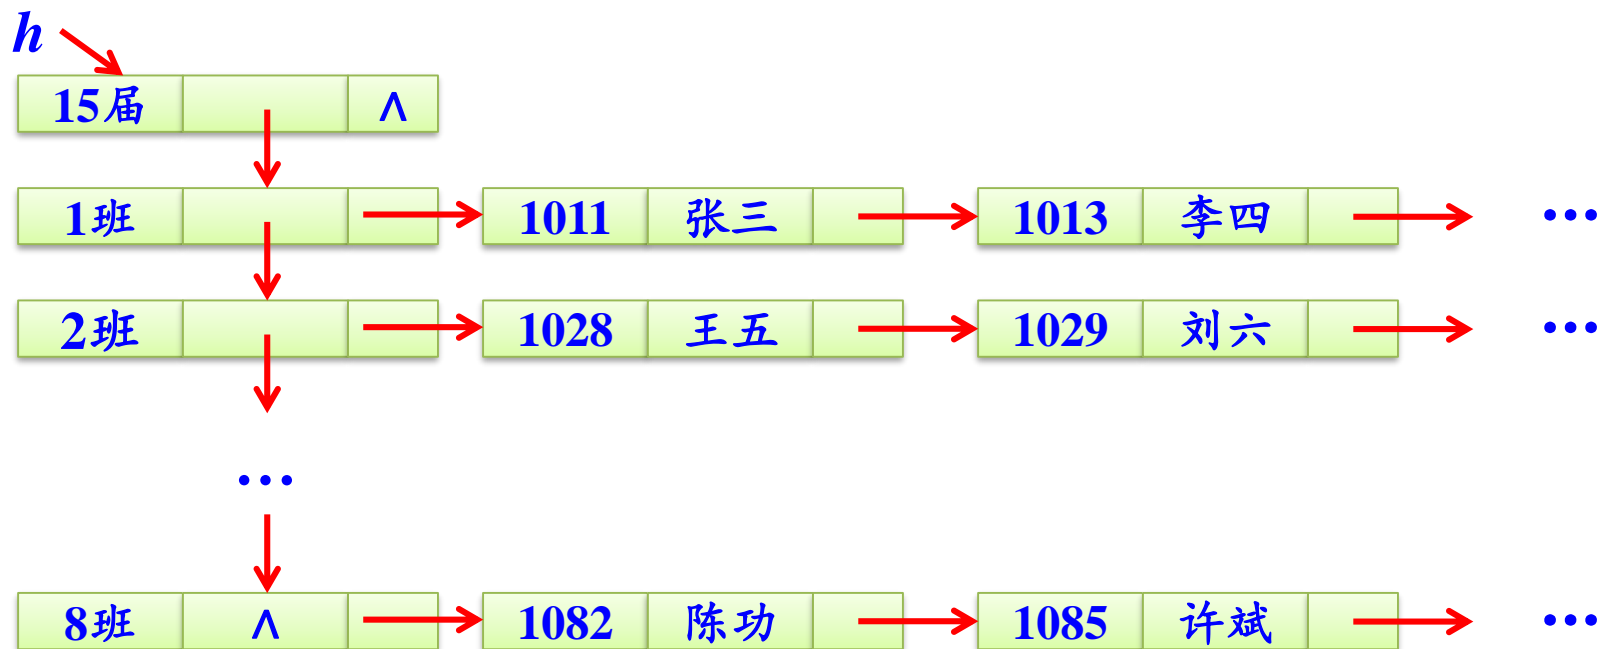 h
15届 ∧
1班 1011 张三 1013 李四 …
2班 1028 王五 1029 刘六 …
…
8班 ∧ 1082 陈功 1085 许斌 …